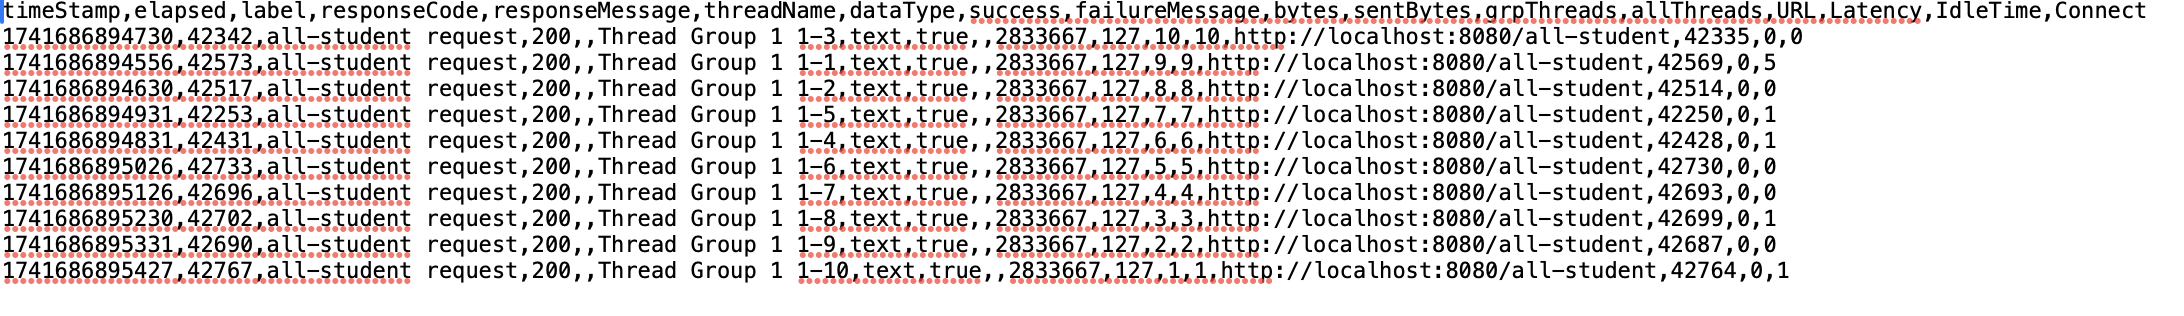 timeStamp,elapsed,label,responseCode,responseMessage,threadName,dataType,success,failureMessage,bytes,sentBytes,grpThreads,allThreads,URL,Latency,IdleTime,Connect
1741686894730,42342,all-student request,200,,Thread Group 1 1-3,text,true,,2833667,127,10,10,http://localhost:8080/all-student,42335,0,0
1741686894556,42573,all-student request,200,,Thread Group 1 1-1,text,true,,2833667,127,9,9,http://localhost:8080/all-student,42569,0,5
1741686894630,42517,all-student request,200,,Thread Group 1 1-2,text,true,,2833667,127,8,8,http://localhost:8080/all-student,42514,0,0
1741686894931,42253,all-student request,200,,Thread Group 1 1-5,text,true,,2833667,127,7,7,http://localhost:8080/all-student,42250,0,1
1741686894831,42431,all-student request,200,,Thread Group 1 1-4,text,true,,2833667,127,6,6,http://localhost:8080/all-student,42428,0,1
1741686895026,42733,all-student request,200,,Thread Group 1 1-6,text,true,,2833667,127,5,5,http://localhost:8080/all-student,42730,0,0
1741686895126,42696,all-student request,200,,Thread Group 1 1-7,text,true,,2833667,127,4,4,http://localhost:8080/all-student,42693,0,0
1741686895230,42702,all-student request,200,,Thread Group 1 1-8,text,true,,2833667,127,3,3,http://localhost:8080/all-student,42699,0,1
1741686895331,42690,all-student request,200,,Thread Group 1 1-9,text,true,,2833667,127,2,2,http://localhost:8080/all-student,42687,0,0
1741686895427,42767,all-student request,200,,Thread Group 1 1-10,text,true,,2833667,127,1,1,http://localhost:8080/all-student,42764,0,1